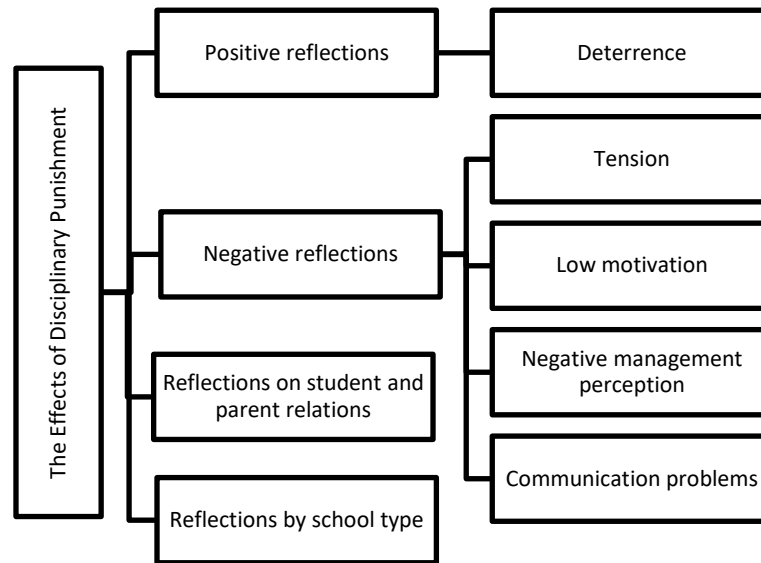 The Effects of Disciplinary Punishment
Positive reflections
Deterrence
Negative reflections
Tension
Low motivation
Negative management
perception
Communication problems
Reflections on student and
parent relations
Reflections by school type